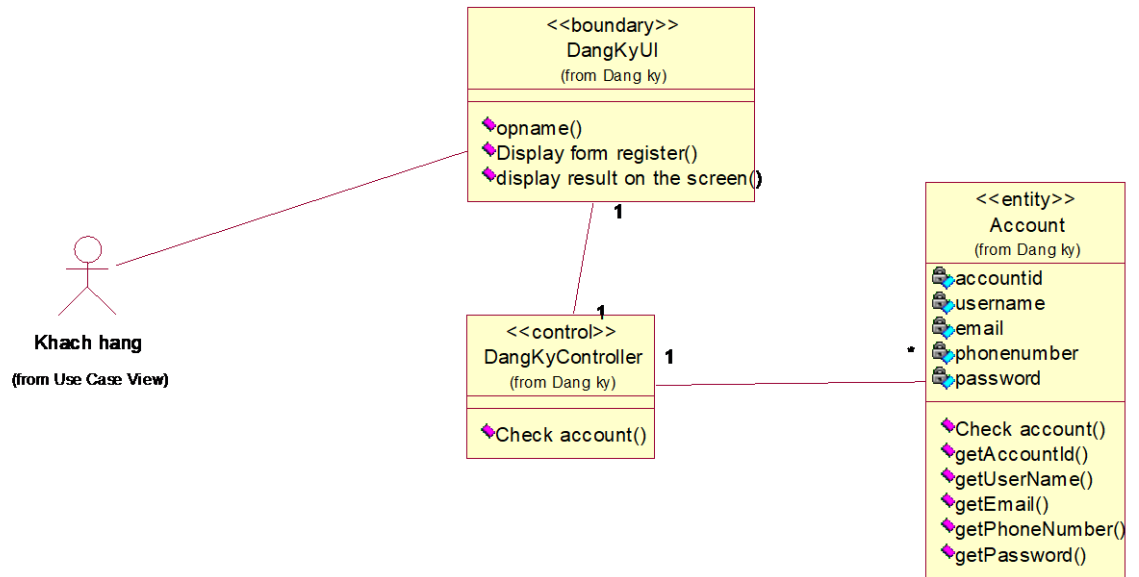 <<boundary>>
DangKyUI
(from Dang ky)
opname()
Display form register()
display result on the screen()
1
Khach hang
(from Use Case View)
1
<<control>>
DangKyController
(from Dang ky)
Check account()
1
*
<<entity>>
Account
(from Dang ky)
accountid
username
email
phonenumber
password
Check account()
getAccountId()
getUserName()
getEmail()
getPhoneNumber()
getPassword()